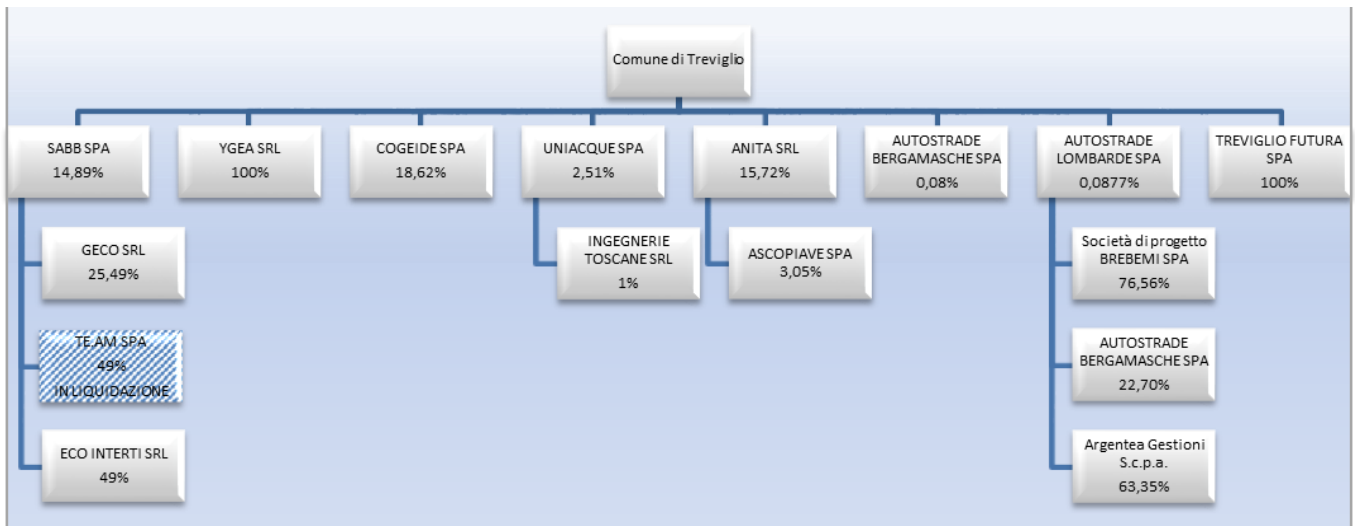 Comune di Treviglio
SABB SPA
14,89%
YGEA SRL
100%
COGEIDE SPA
18,62%
UNIACQUE SPA
2,51%
ANITA SRL
15,72%
AUTOSTRADE
BERGAMASCHE SPA
0,08%
AUTOSTRADE
LOMBARDE SPA
0,0877%
TREVIGLIO FUTURA
SPA
100%
GECO SRL
25,49%
TE.AM SPA
49%
IN LIQUIDAZIONE
ECO INTERTI SRL
49%
INGEGNERIE
TOSCANE SRL
1%
ASCOPIAVE SPA
3,05%
Società di progetto
BREBEMI SPA
76,56%
AUTOSTRADE
BERGAMASCHE SPA
22,70%
Argentea Gestioni
S.c.p.a.
63,35%